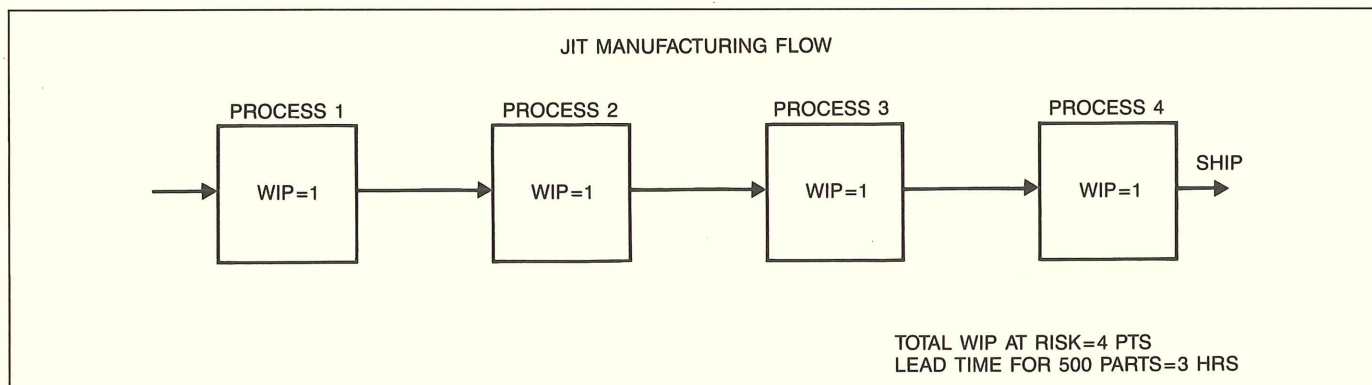 JIT MANUFACTURING FLOW
PROCESS 1
PROCESS 2
PROCESS 3
PROCESS 4
WIP=1
WIP=1
WIP=1
WIP=1
SHIP
TOTAL WIP AT RISK=4 PTS
LEAD TIME FOR 500 PARTS=3 HRS